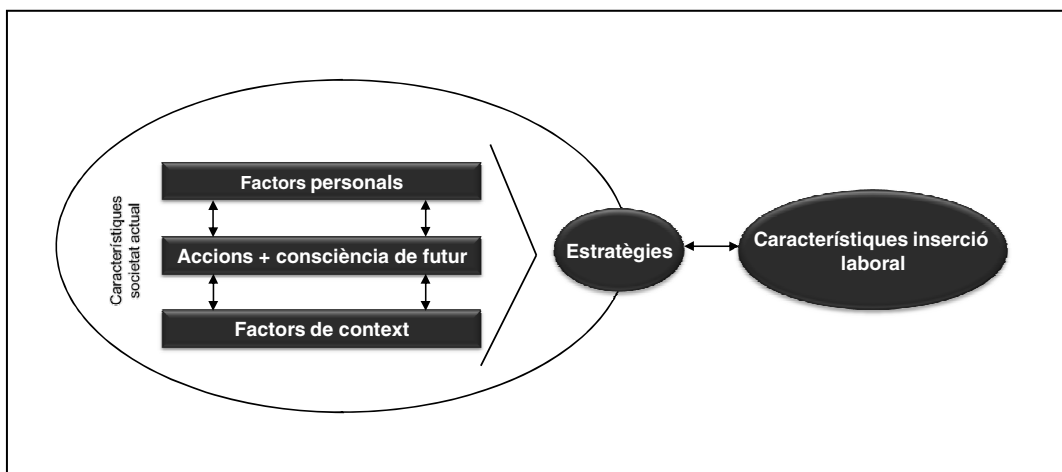 Característiques
societat actual
Factors personals
Accions + consciència de futur
Factors de context
Estratègies
Característiques inserció
laboral